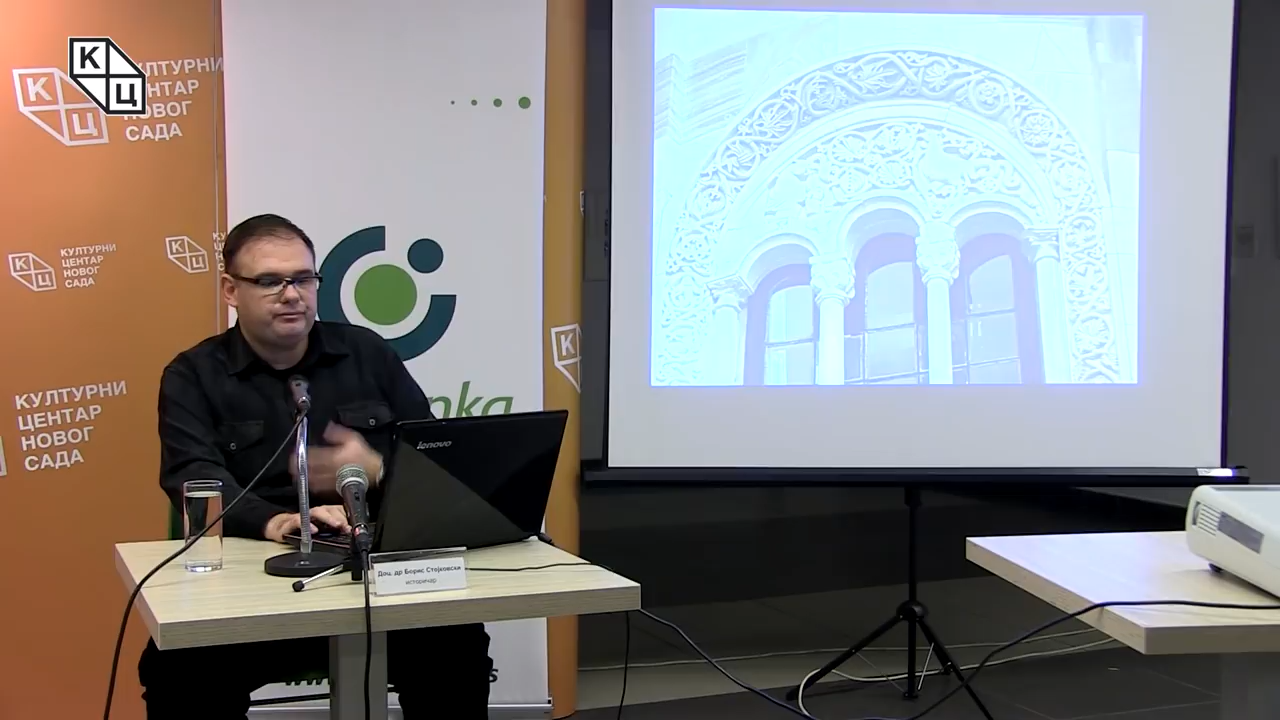 К
Ц
КУЛТУРНИ
ЦЕНТАР
НОВОГ
САДА
К
Ц
КУЛТУРНИ
ЦЕНТАР
НОВОГ
САДА
К
Ц
КУЛТУРНИ
ЦЕНТАР
НОВОГ
САДА
К
Ц
К
lenovo
Доц. др Борис Стојковски
историчар